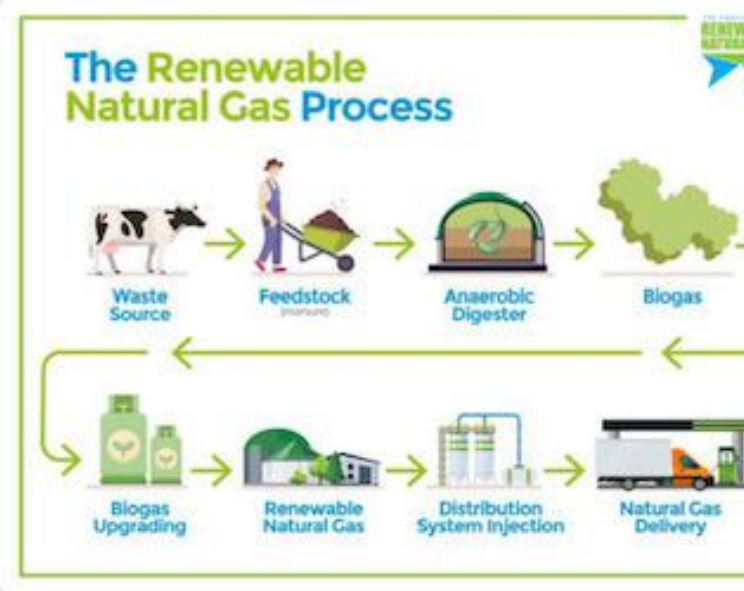 The Renewable
Natural Gas Process
Waste
Source
Feedstock
(manure)
Anaerobic
Digester
Biogas
Biogas
Upgrading
Renewable
Natural Gas
Distribution
System Injection
Natural Gas
Delivery